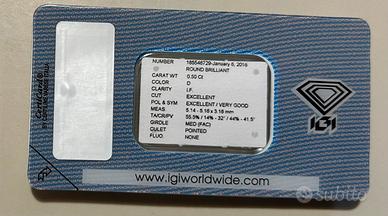 NUMBER 165546729-January 6, 2016
ROUND BRILLIANT
CARAT WT 0.50 Ct
COLOR D
CLARITY I.F.
CUT EXCELLENT
POL & SYM EXCELLENT / VERY GOOD
MEAS 5.14 - 5.16 x 3.16 mm
TA/CR/PV 55.5% / 14% - 32° / 44% - 41.5°
GIRDLE MED (FAC)
CULET POINTED
FLUO. NONE
IGI
www.igiworldwide.com
subito